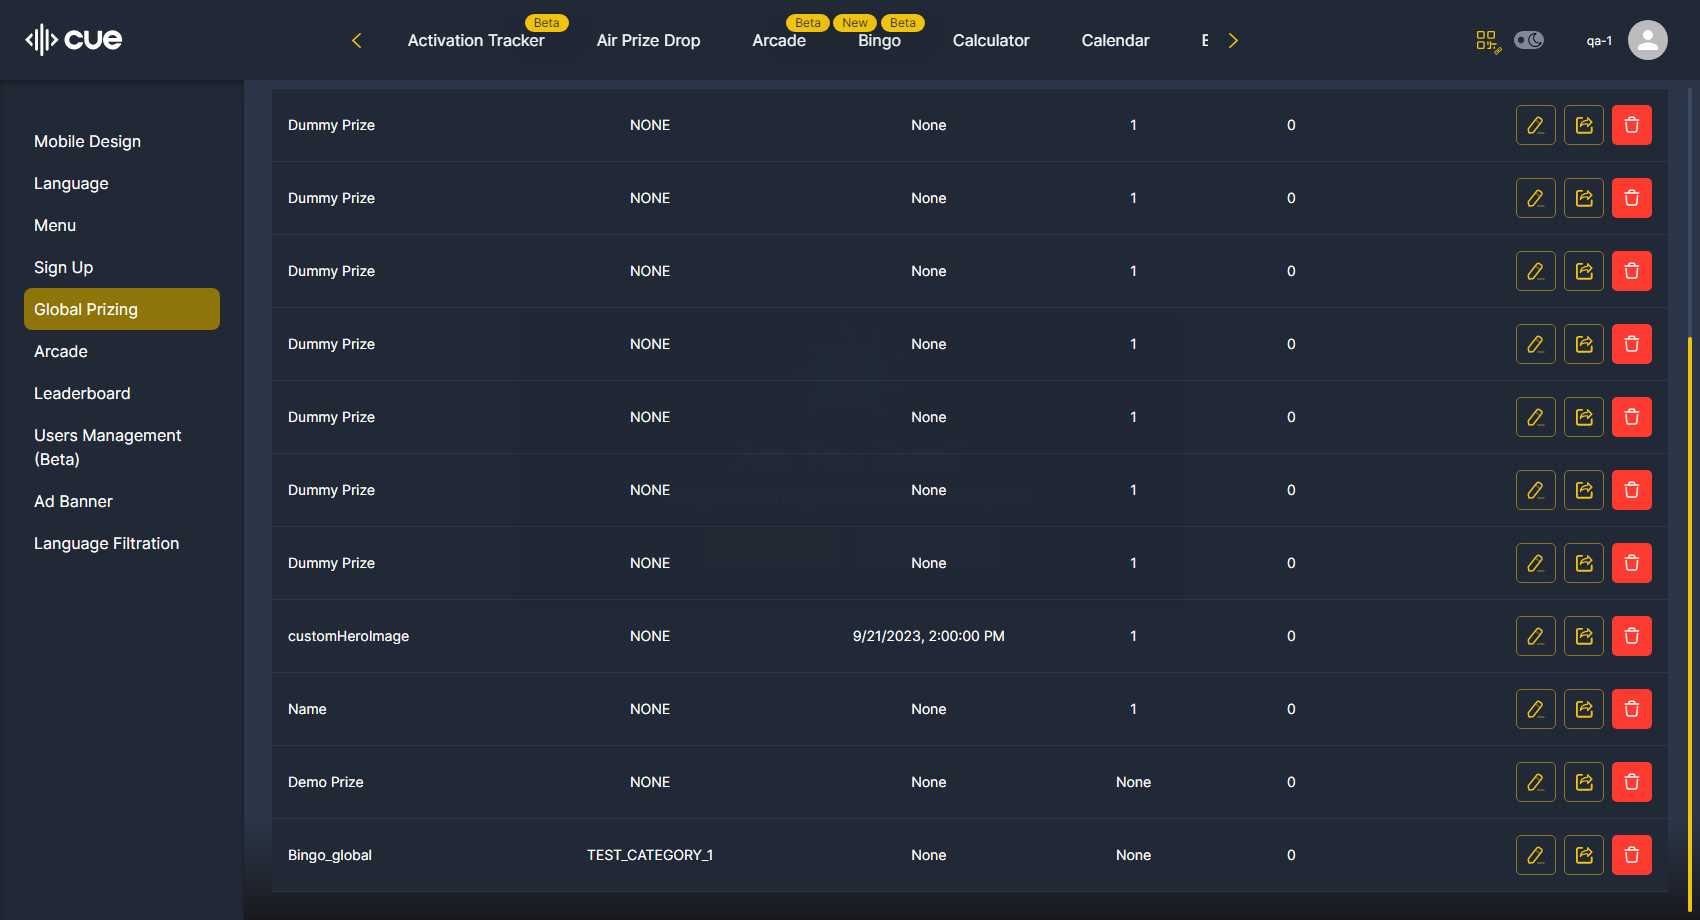 cue
Activation Tracker Beta
Air Prize Drop
Arcade Beta
Bingo New Beta
Calculator
Calendar
qa-1
Mobile Design
Language
Menu
Sign Up
Global Prizing
Arcade
Leaderboard
Users Management
(Beta)
Ad Banner
Language Filtration
Dummy Prize NONE None 1 0
Dummy Prize NONE None 1 0
Dummy Prize NONE None 1 0
Dummy Prize NONE None 1 0
Dummy Prize NONE None 1 0
Dummy Prize NONE None 1 0
Dummy Prize NONE None 1 0
customHeroImage NONE 9/21/2023, 2:00:00 PM 1 0
Name NONE None 1 0
Demo Prize NONE None None 0
Bingo_global TEST_CATEGORY_1 None None 0